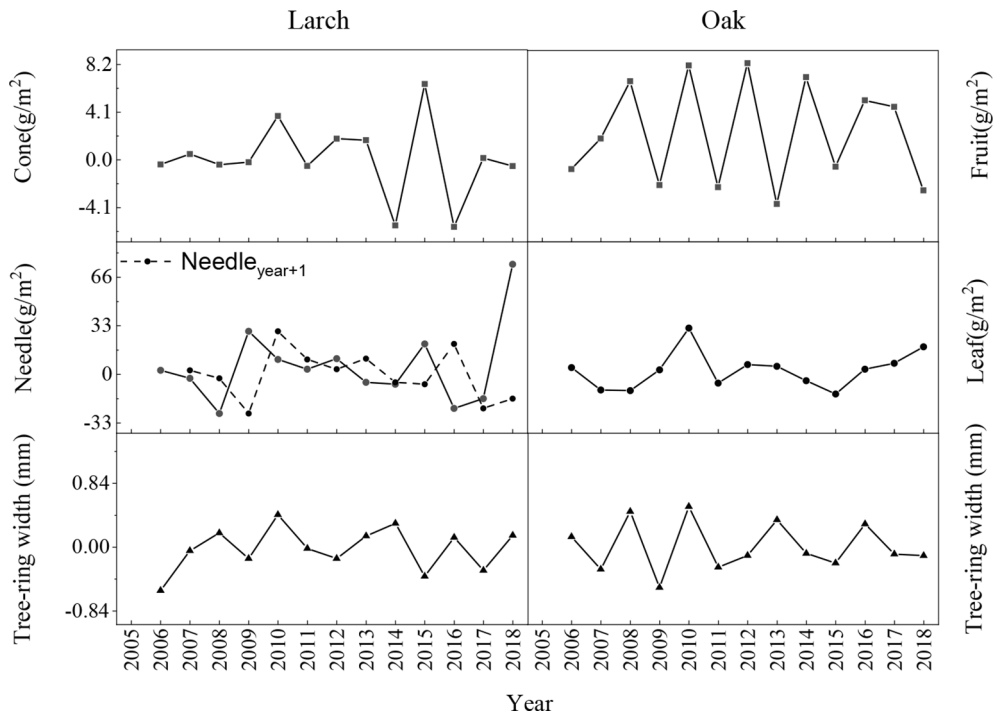 Larch
Oak
Cone(g/m²)
8.2
4.1
0.0
-4.1
Fruit(g/m²)
Needle(g/m²)
66
33
0
-33
Needle_year+1
Leaf(g/m²)
Tree-ring width (mm)
0.84
0.00
-0.84
Tree-ring width (mm)
2005 2006 2007 2008 2009 2010 2011 2012 2013 2014 2015 2016 2017 2018
2005 2006 2007 2008 2009 2010 2011 2012 2013 2014 2015 2016 2017 2018
Year